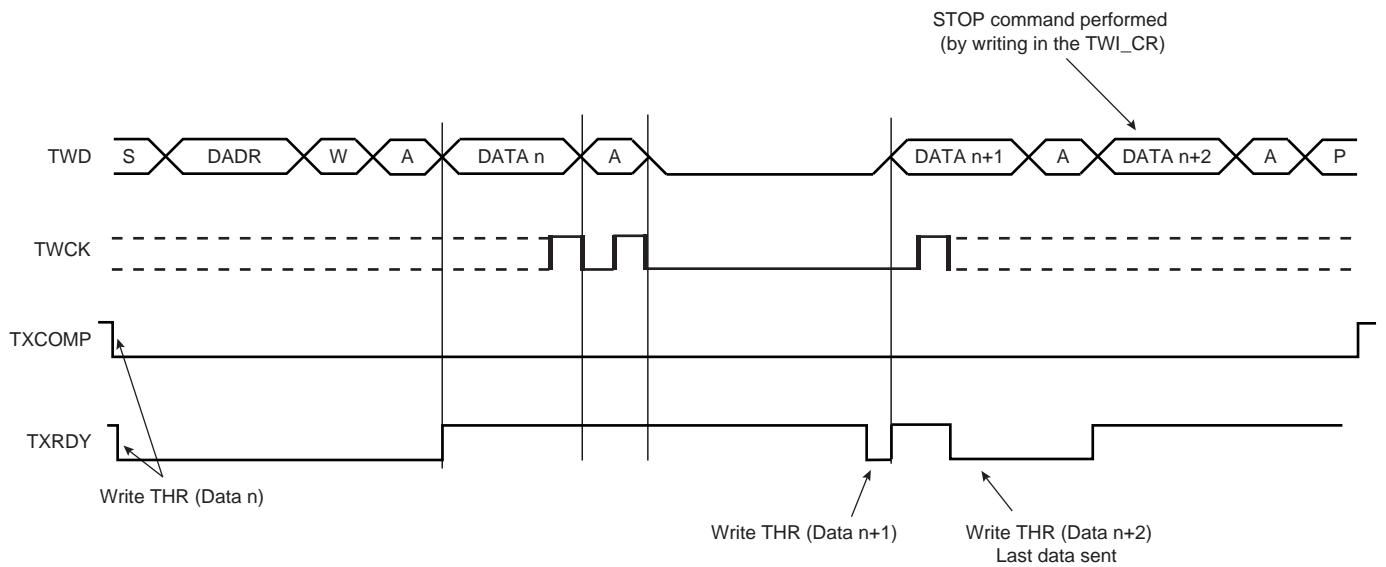 STOP command performed
(by writing in the TWI_CR)
TWD S DADR W A DATA n A DATA n+1 A DATA n+2 A P
TWCK
TXCOMP
TXRDY
Write THR (Data n)
Write THR (Data n+1) Write THR (Data n+2)
Last data sent